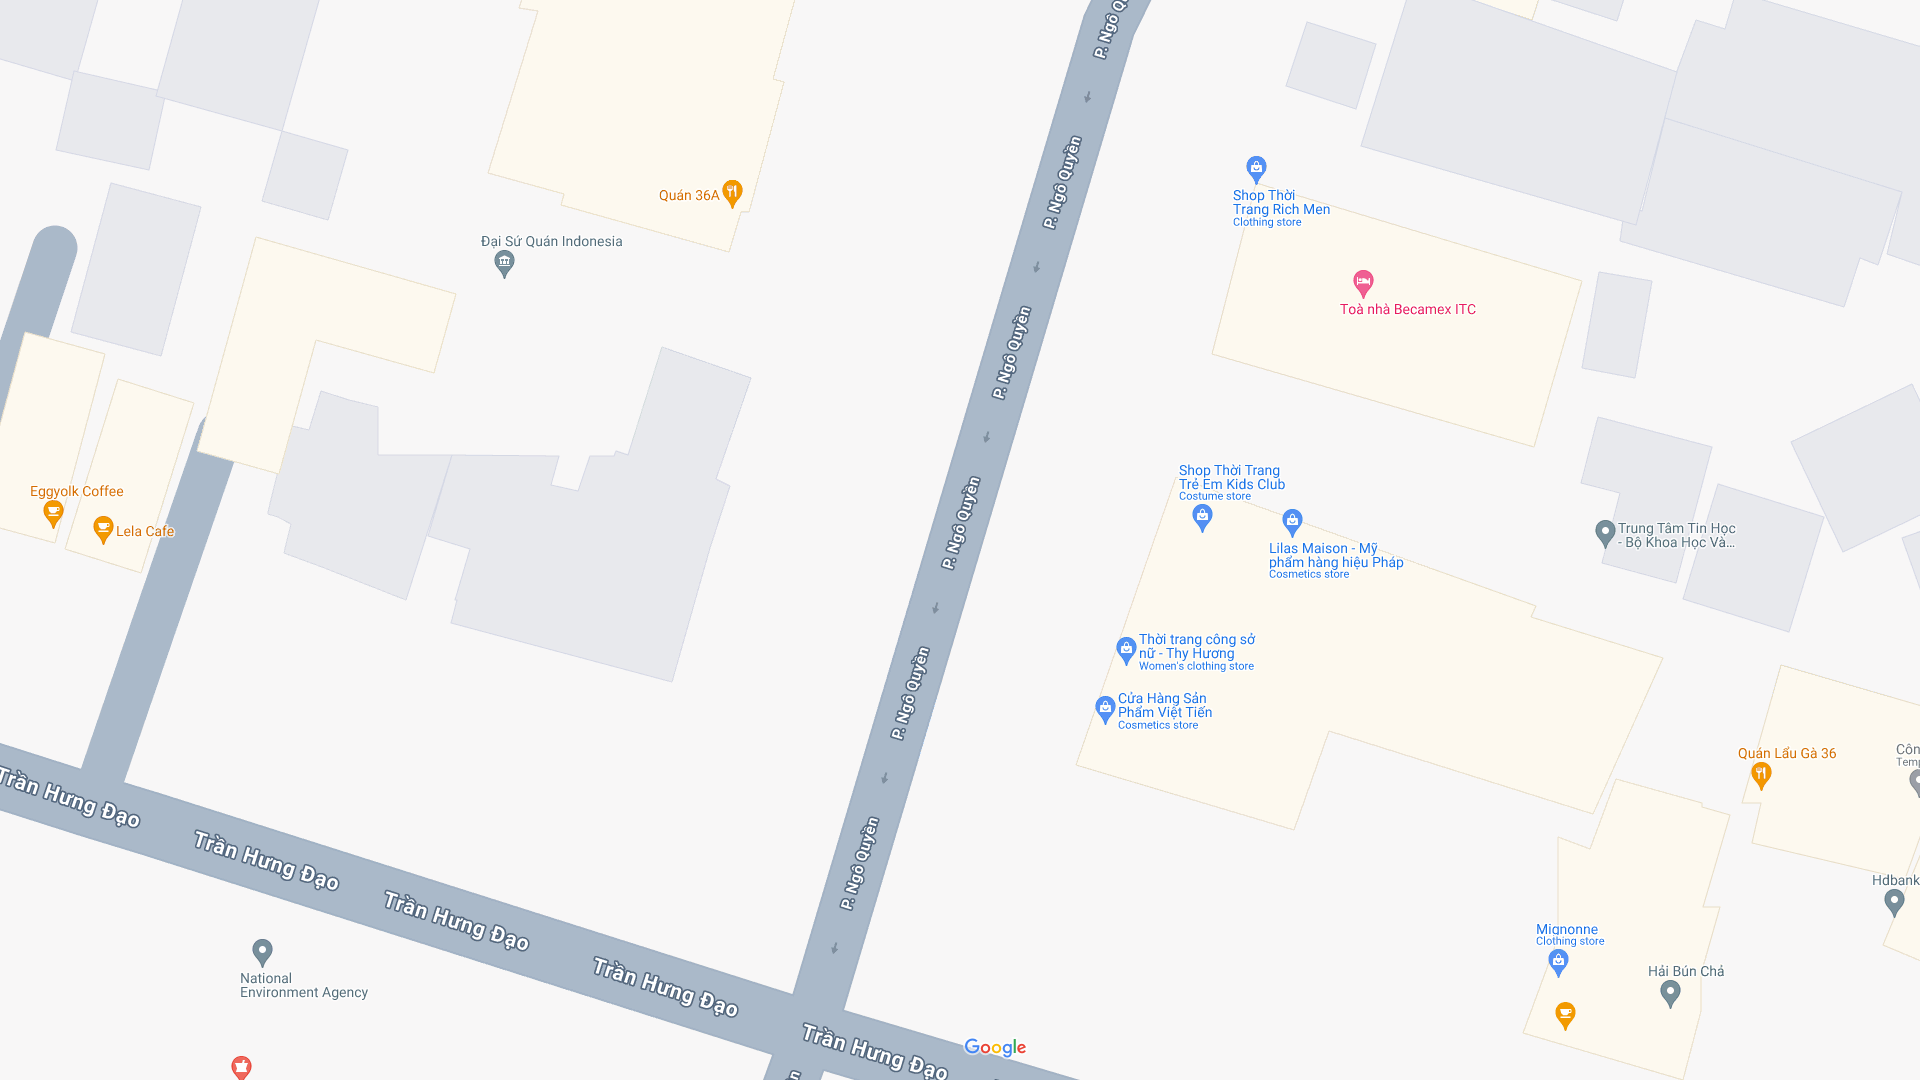 P. Ngô Qu
P. Ngô Quyền
P. Ngô Quyền
P. Ngô Quyền
P. Ngô Quyền
P. Ngô Quyền
Quán 36A
Đại Sứ Quán Indonesia
Shop Thời
Trang Rich Men
Clothing store
Toà nhà Becamex ITC
Eggyolk Coffee
Lela Cafe
Shop Thời Trang
Trẻ Em Kids Club
Costume store
Lilas Maison - Mỹ
phẩm hàng hiệu Pháp
Cosmetics store
Trung Tâm Tin Học
- Bộ Khoa Học Và...
Thời trang công sở
nữ - Thy Hương
Women's clothing store
Cửa Hàng Sản
Phẩm Việt Tiến
Cosmetics store
Quán Lẩu Gà 36
Côn
Temp
Trần Hưng Đạo
Trần Hưng Đạo
Trần Hưng Đạo
Trần Hưng Đạo
Trần Hưng Đạo
Hdbank
Mignonne
Clothing store
Hải Bún Chả
National
Environment Agency
Google